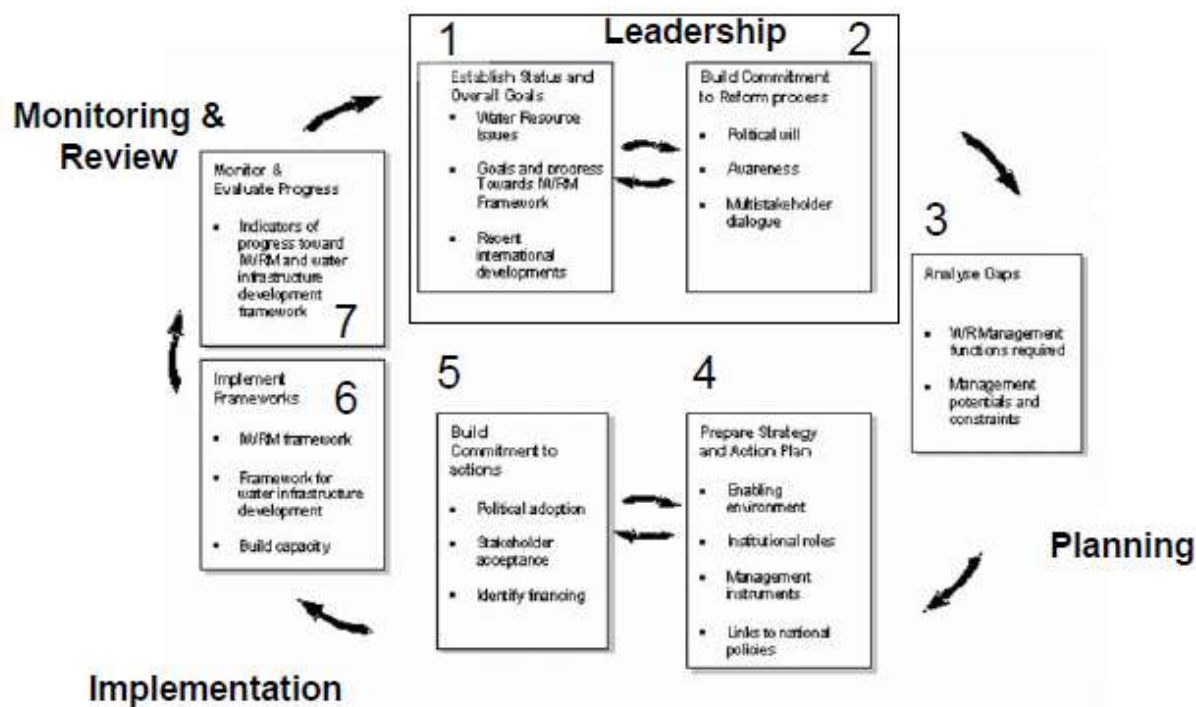 Leadership
1
Establish Status and
Overall Goals
▪ Water Resource
Issues
▪ Goals and progress
Towards IWRM
Framework
▪ Recent
international
developments
2
Build Commitment
to Reform process
▪ Political will
▪ Awareness
▪ Multistakeholder
dialogue
3
Analyse Gaps
▪ WR Management
functions required
▪ Management
potentials and
constraints
Planning
4
Prepare Strategy
and Action Plan
▪ Enabling
environment
▪ Institutional roles
▪ Management
instruments
▪ Links to national
policies
5
Build
Commitment to
actions
▪ Political adoption
▪ Stakeholder
acceptance
▪ Identify financing
Implementation
6
Implement
Frameworks
▪ IWRM framework
▪ Framework for
water infrastructure
development
▪ Build capacity
Monitoring &
Review
Monitor &
Evaluate Progress
▪ Indicators of
progress toward
IWRM and water
infrastructure
development
framework
7